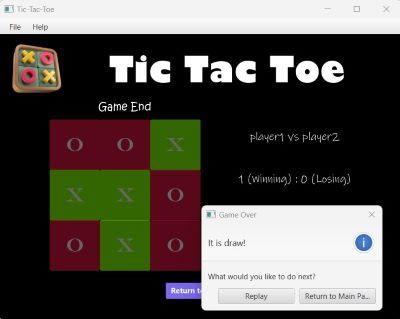 Tic-Tac-Toe
File Help
Tic Tac Toe
Game End
O O X
X X O
O X O
player1 vs player2
1 (Winning) : 0 (Losing)
Return to
Game Over
It is draw!
What would you like to do next?
Replay
Return to Main Pa...